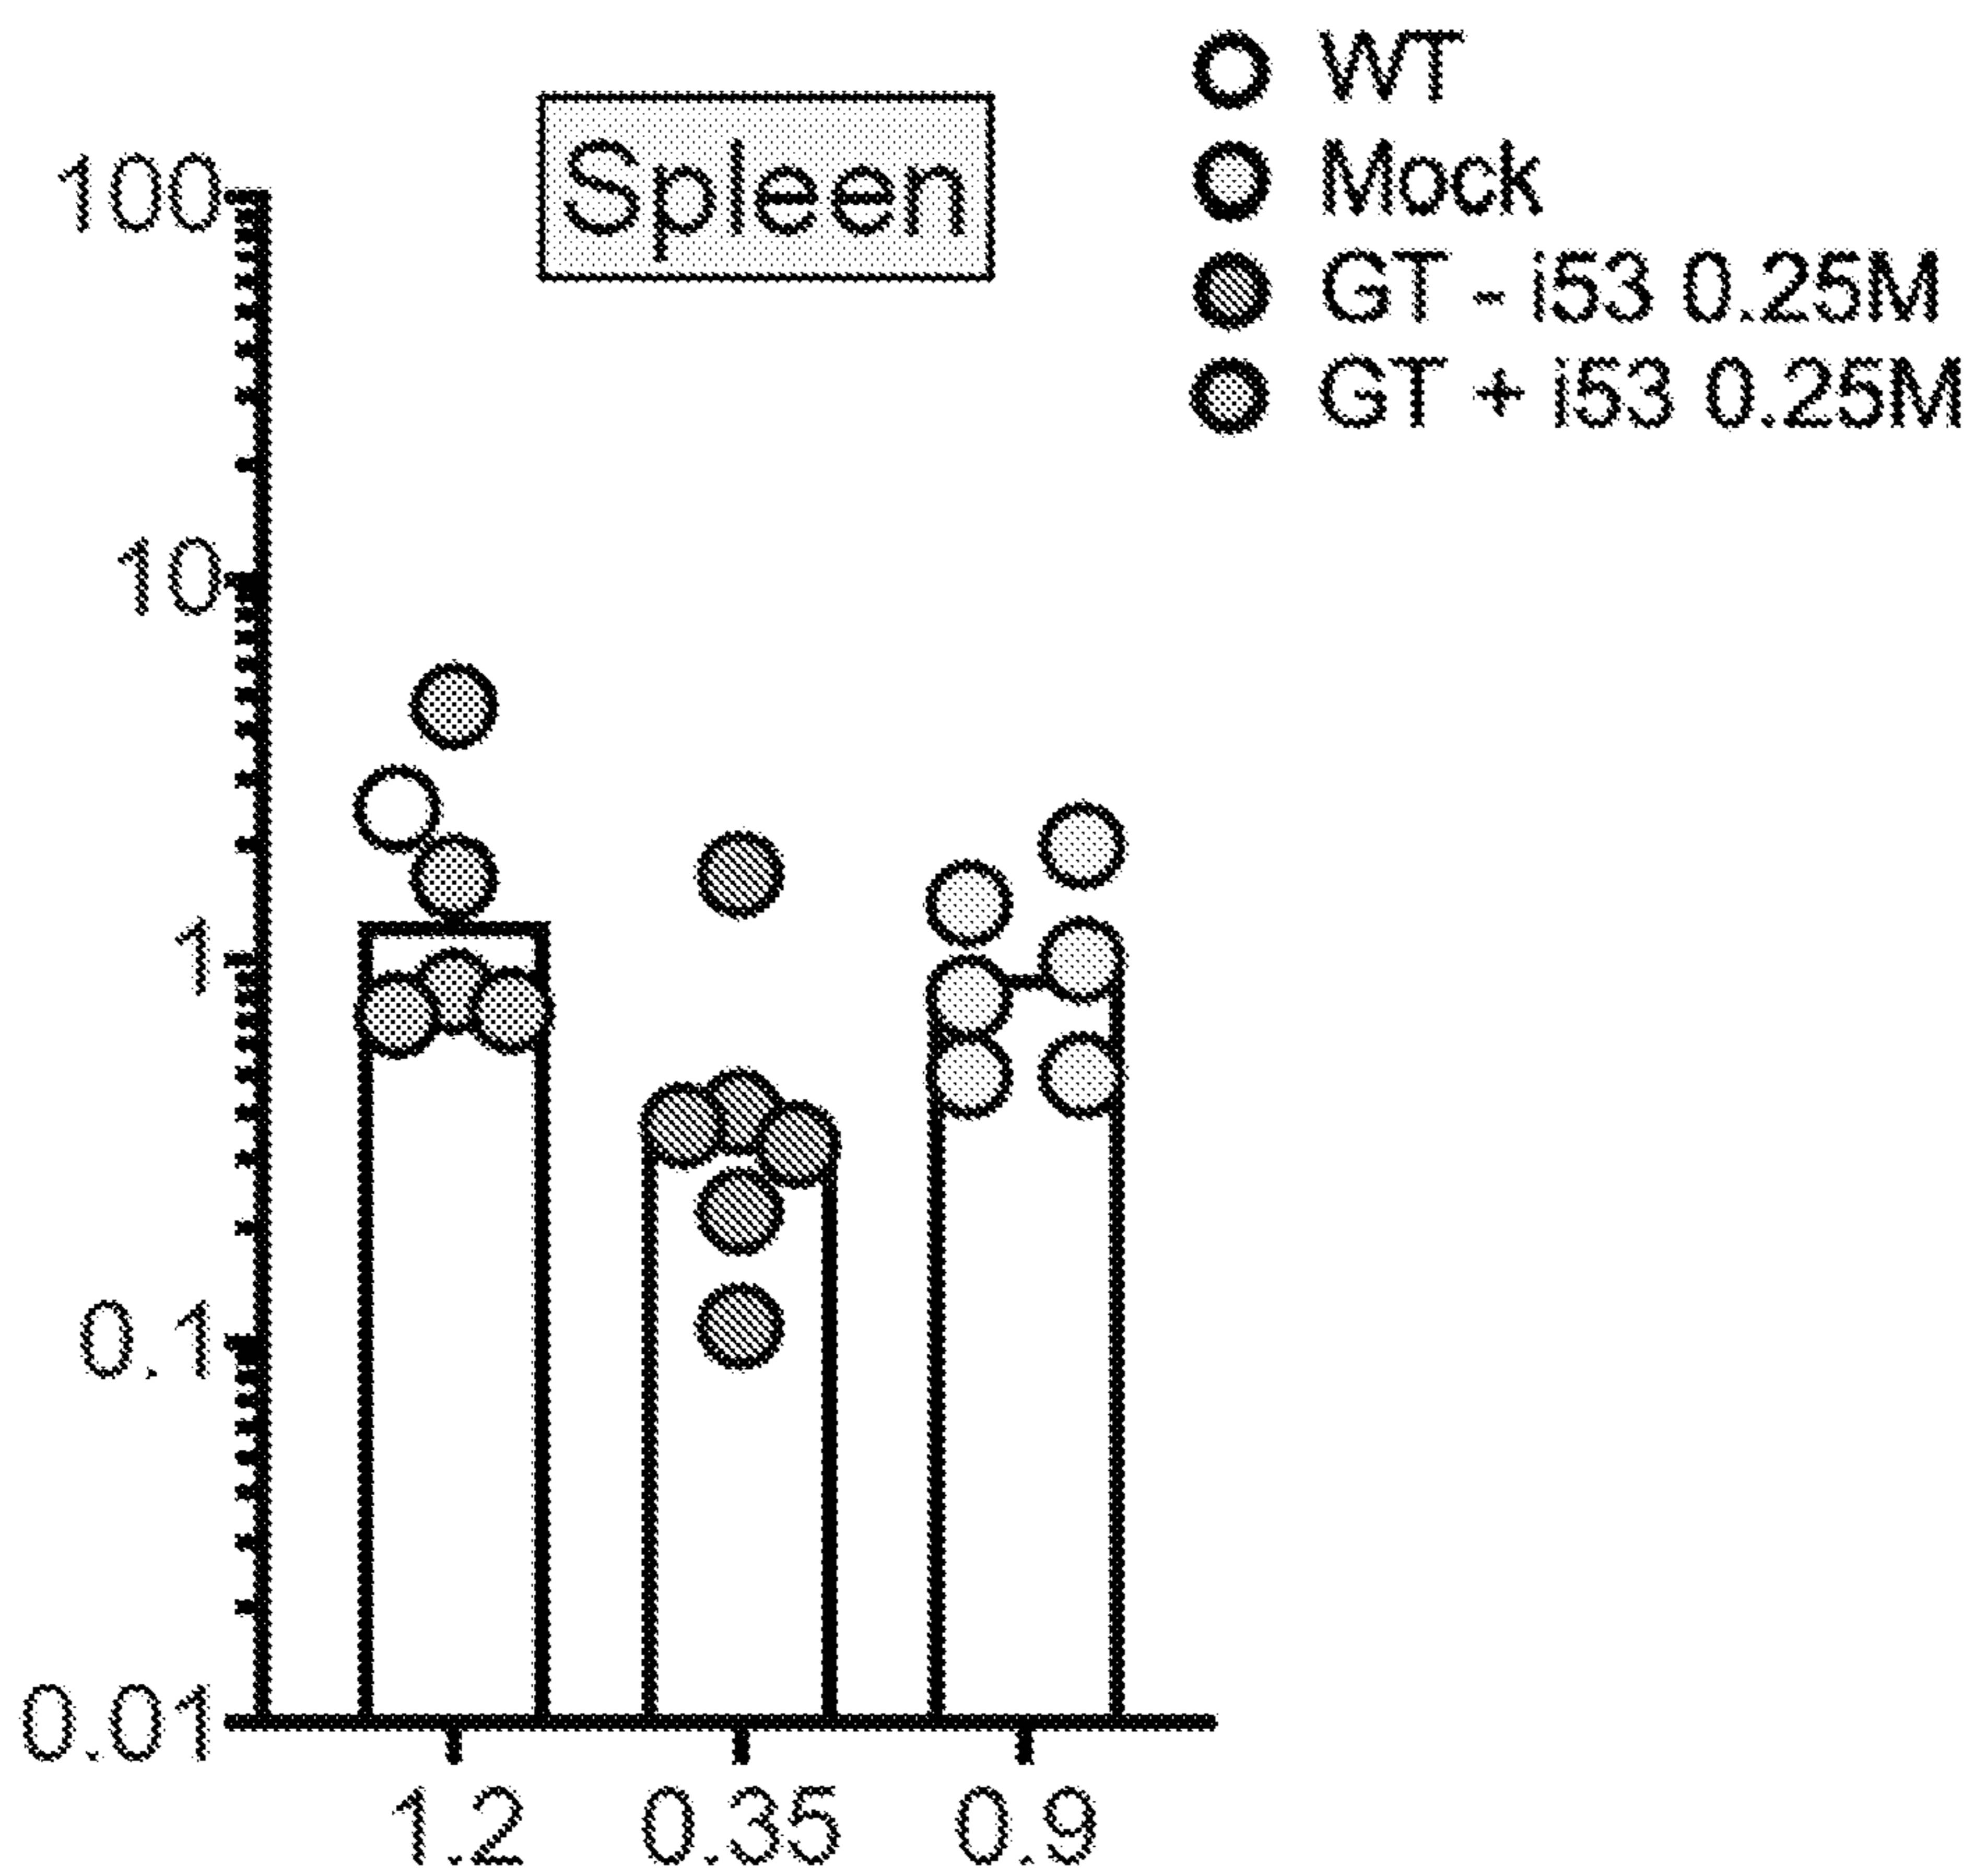 WT
Mock
GT - i53 0.25M
GT + i53 0.25M
Spleen
100
10
1
0.1
0.01
1.2 0.35 0.9